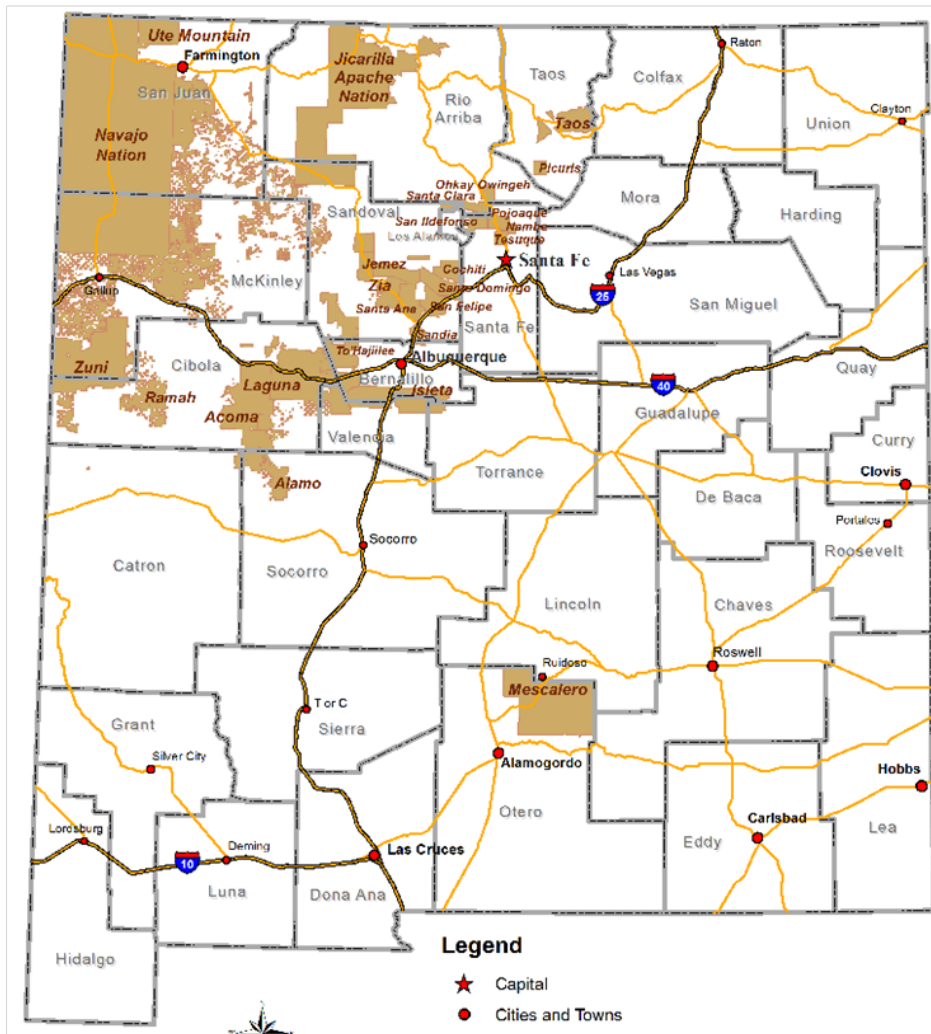 Ute Mountain
Farmington
San Juan
Navajo
Nation
Jicarilla
Apache
Nation
Rio
Arriba
Taos
Taos
Colfax
Raton
Clayton
Union
Picuris
Ohkay Owingeh
Santa Clara
Sandoval
San Ildefonso
Pojoaque
Nambe
Tesuque
Los Alamos
Mora
Harding
McKinley
Gallup
Jemez
Zia
Cochiti
Santa Fe
Santo Domingo
Santa Ana
San Felipe
Las Vegas
25
San Miguel
Sandia
Santa Fe
To'Hajiilee
Albuquerque
Bernalillo
Zuni
Cibola
Laguna
Ramah
Acoma
Isleta
40
Guadalupe
Quay
Valencia
Torrance
Curry
Clovis
Alamo
De Baca
Portales
Roosevelt
Socorro
Socorro
Catron
Lincoln
Chaves
Roswell
Ruidoso
Mescalero
T or C
Sierra
Grant
Silver City
Alamogordo
Otero
Hobbs
Carlsbad
Lea
Eddy
Lordsburg
Deming
10
Las Cruces
Luna
Dona Ana
Hidalgo
Legend
Capital
Cities and Towns